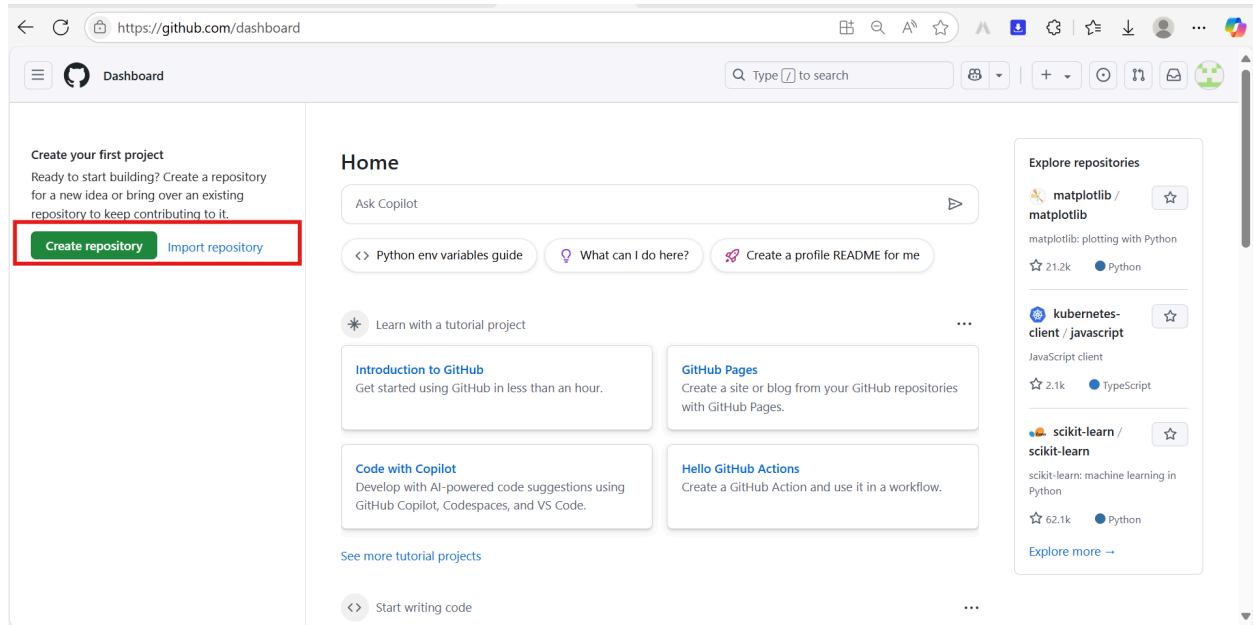 https://github.com/dashboard
Dashboard
Type / to search
Create your first project
Ready to start building? Create a repository
for a new idea or bring over an existing
repository to keep contributing to it.
Create repository
Import repository
Home
Ask Copilot
Python env variables guide
What can I do here?
Create a profile README for me
Learn with a tutorial project
Introduction to GitHub
Get started using GitHub in less than an hour.
GitHub Pages
Create a site or blog from your GitHub repositories
with GitHub Pages.
Code with Copilot
Develop with AI-powered code suggestions using
GitHub Copilot, Codespaces, and VS Code.
Hello GitHub Actions
Create a GitHub Action and use it in a workflow.
See more tutorial projects
Start writing code
Explore repositories
matplotlib /
matplotlib
matplotlib: plotting with Python
21.2k
Python
kubernetes-
client / javascript
JavaScript client
2.1k
TypeScript
scikit-learn /
scikit-learn
scikit-learn: machine learning in
Python
62.1k
Python
Explore more →